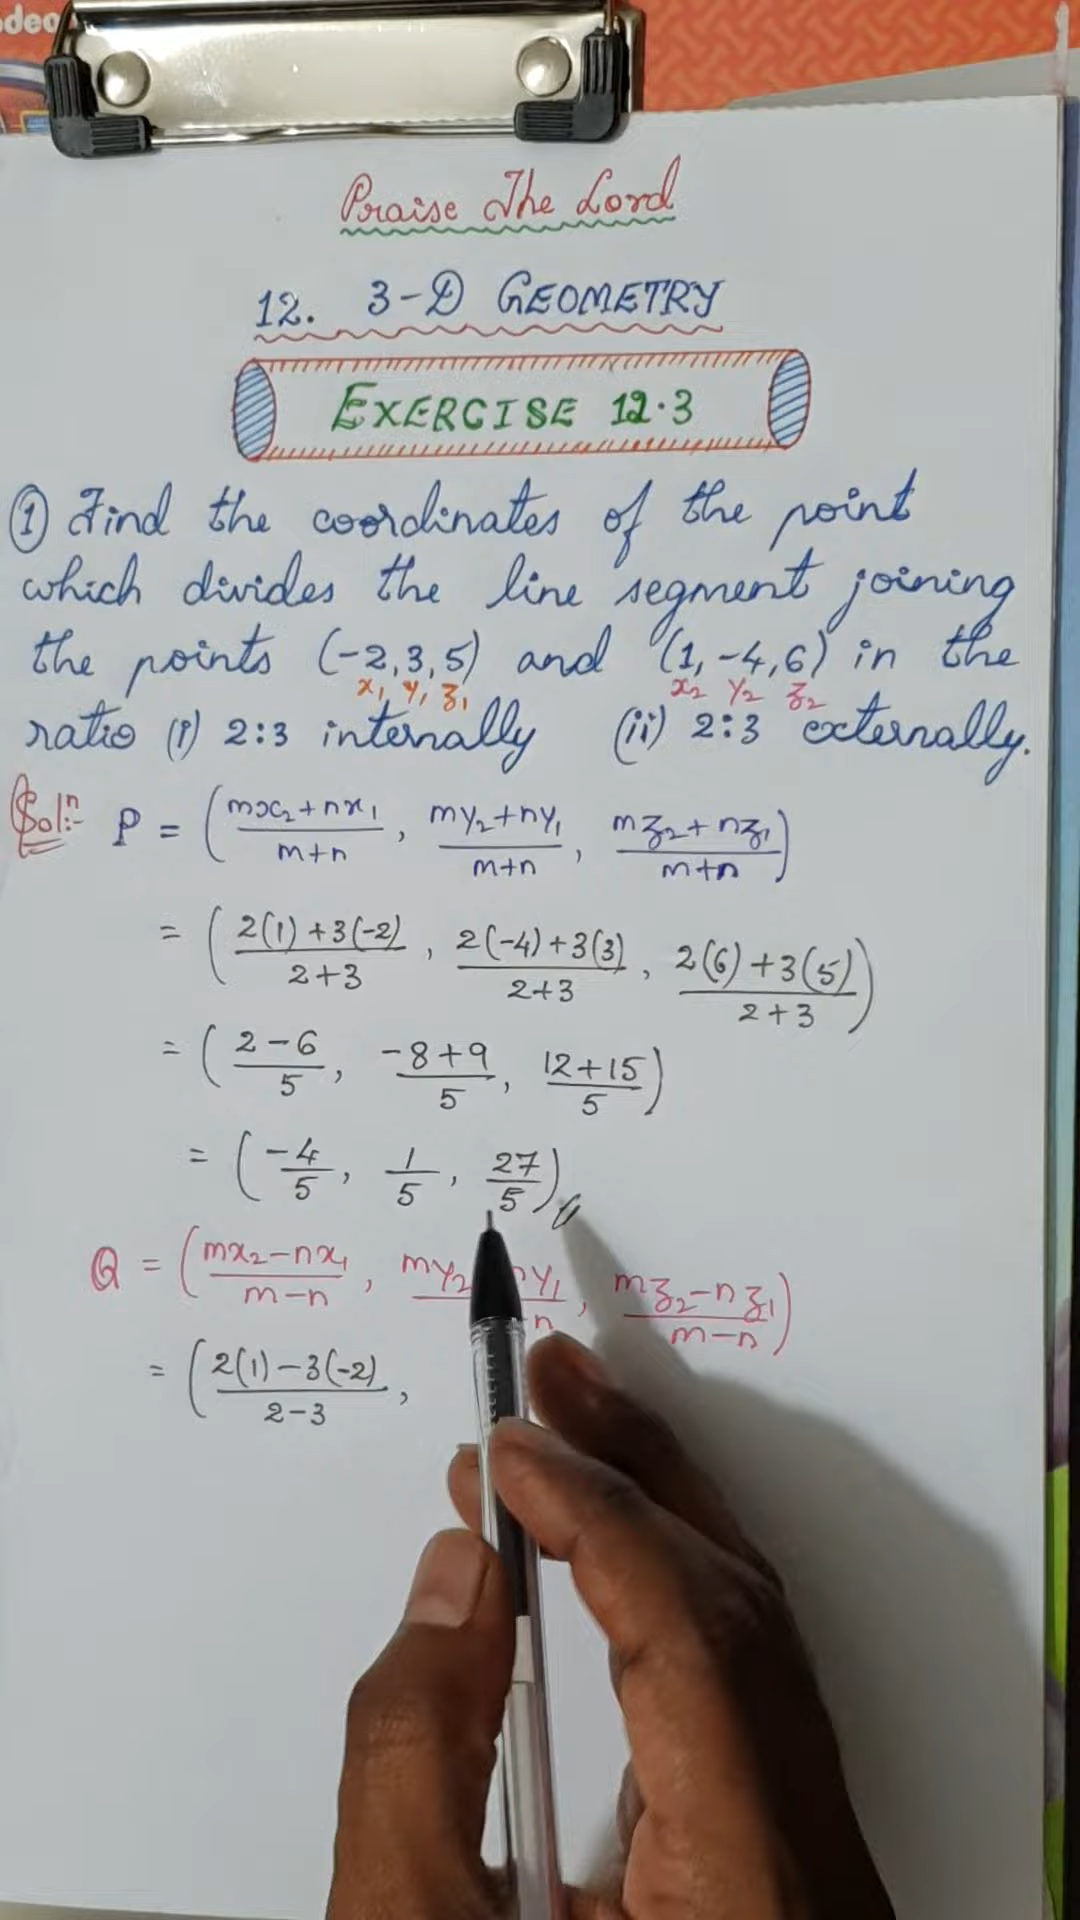 deo
Praise The Lord
12. 3-D GEOMETRY
EXERCISE 12.3
① Find the coordinates of the point
which divides the line segment joining
the points (-2,3,5) and (1,-4,6) in the
x₁ y₁ z₁ x₂ y₂ z₂
ratio (i) 2:3 internally (ii) 2:3 externally.
Solⁿ:- P = ( (mx₂+nx₁)/(m+n) , (my₂+ny₁)/(m+n) , (mz₂+nz₁)/(m+n) )
= ( (2(1)+3(-2))/(2+3) , (2(-4)+3(3))/(2+3) , (2(6)+3(5))/(2+3) )
= ( (2-6)/5 , (-8+9)/5 , (12+15)/5 )
= ( -4/5 , 1/5 , 27/5 )
Q = ( (mx₂-nx₁)/(m-n) , my₂ ny₁/-n , (mz₂-nz₁)/(m-n) )
= ( (2(1)-3(-2))/(2-3) ,